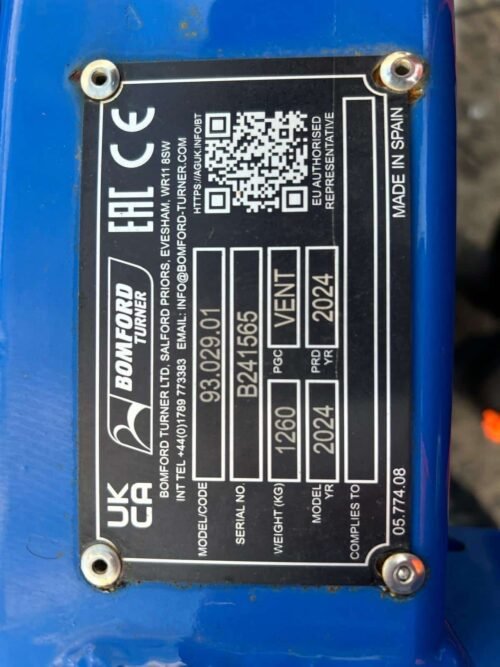 UK
CA
BOMFORD
TURNER
EAC CE
BOMFORD TURNER LTD, SALFORD PRIORS, EVESHAM, WR11 8SW
INT TEL +44(0)1789 773383 EMAIL: INFO@BOMFORD-TURNER.COM
HTTPS://AGUK.INFO/BT
MODEL/CODE 93.029.01
SERIAL NO. B241565
WEIGHT (KG) 1260 PGC VENT
MODEL YR 2024 PRD YR 2024
COMPLIES TO
EU AUTHORISED
REPRESENTATIVE
05.774.08
MADE IN SPAIN